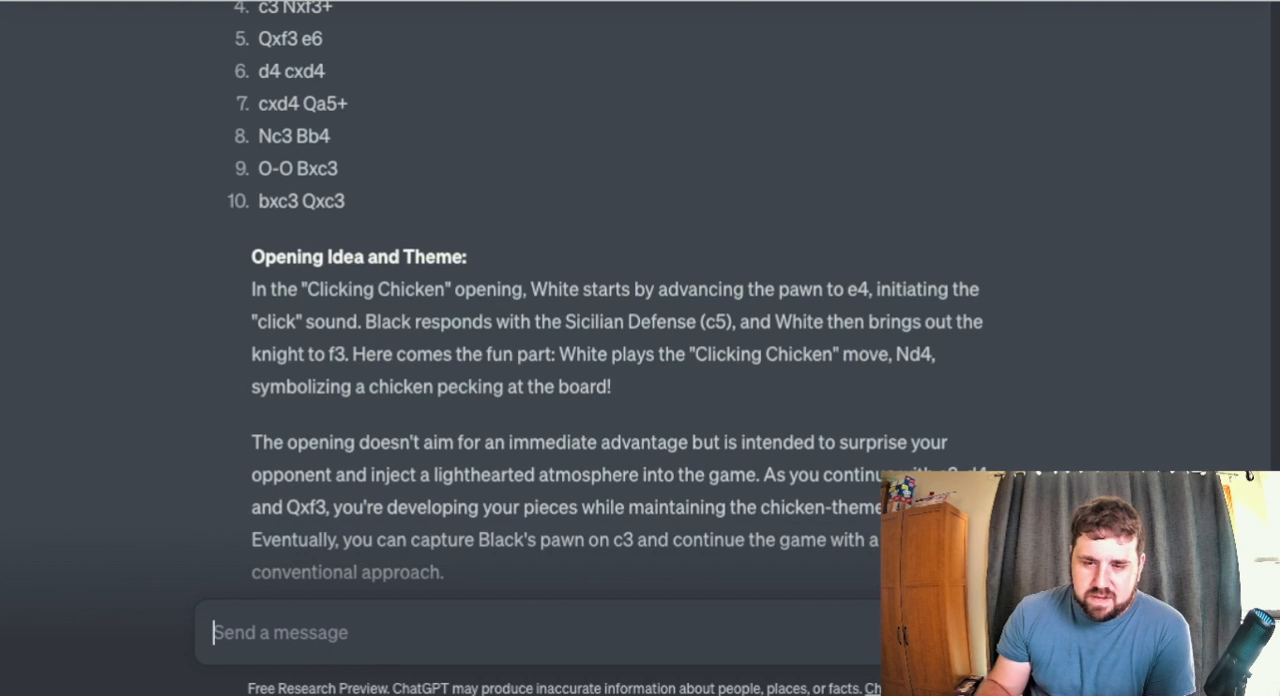 4. c3 Nxf3+
5. Qxf3 e6
6. d4 cxd4
7. cxd4 Qa5+
8. Nc3 Bb4
9. O-O Bxc3
10. bxc3 Qxc3
Opening Idea and Theme:
In the "Clicking Chicken" opening, White starts by advancing the pawn to e4, initiating the
"click" sound. Black responds with the Sicilian Defense (c5), and White then brings out the
knight to f3. Here comes the fun part: White plays the "Clicking Chicken" move, Nd4,
symbolizing a chicken pecking at the board!
The opening doesn't aim for an immediate advantage but is intended to surprise your
opponent and inject a lighthearted atmosphere into the game. As you continu
and Qxf3, you're developing your pieces while maintaining the chicken-theme
Eventually, you can capture Black's pawn on c3 and continue the game with a
conventional approach.
Send a message
Free Research Preview. ChatGPT may produce inaccurate information about people, places, or facts. Ch